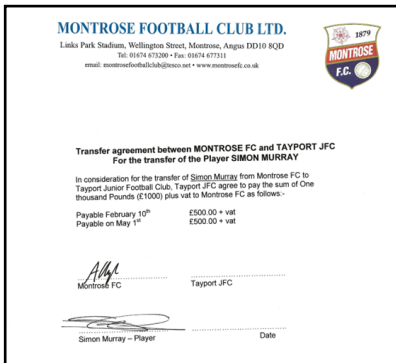 MONTROSE FOOTBALL CLUB LTD.
Links Park Stadium, Wellington Street, Montrose, Angus DD10 8QD
Tel: 01674 673200 • Fax: 01674 677311
email: montrosefootballclub@tesco.net • www.montrosefc.co.uk
1879
MONTROSE
F.C.
Transfer agreement between MONTROSE FC and TAYPORT JFC
For the transfer of the Player SIMON MURRAY
In consideration for the transfer of Simon Murray from Montrose FC to
Tayport Junior Football Club, Tayport JFC agree to pay the sum of One
thousand Pounds (£1000) plus vat to Montrose FC as follows:-
Payable February 10th £500.00 + vat
Payable on May 1st £500.00 + vat
Montrose FC Tayport JFC
Simon Murray – Player Date